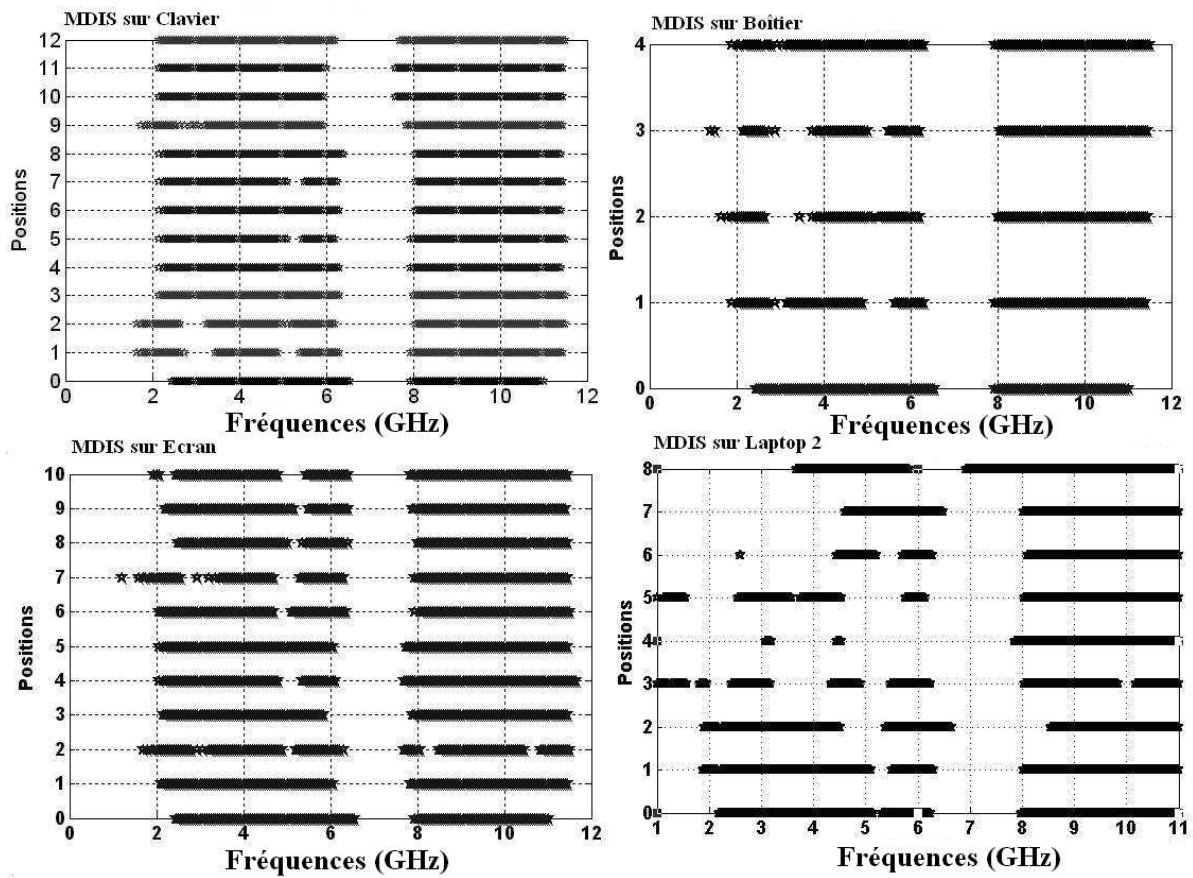 MDIS sur Clavier
12
11
10
9
8
7
6
5
4
3
2
1
0
Positions
0 2 4 6 8 10 12
Fréquences (GHz)
MDIS sur Boîtier
4
3
2
1
0
Positions
0 2 4 6 8 10 12
Fréquences (GHz)
MDIS sur Ecran
10
9
8
7
6
5
4
3
2
1
0
Positions
0 2 4 6 8 10 12
Fréquences (GHz)
MDIS sur Laptop 2
8
7
6
5
4
3
2
1
0
Positions
1 2 3 4 5 6 7 8 9 10 11
Fréquences (GHz)